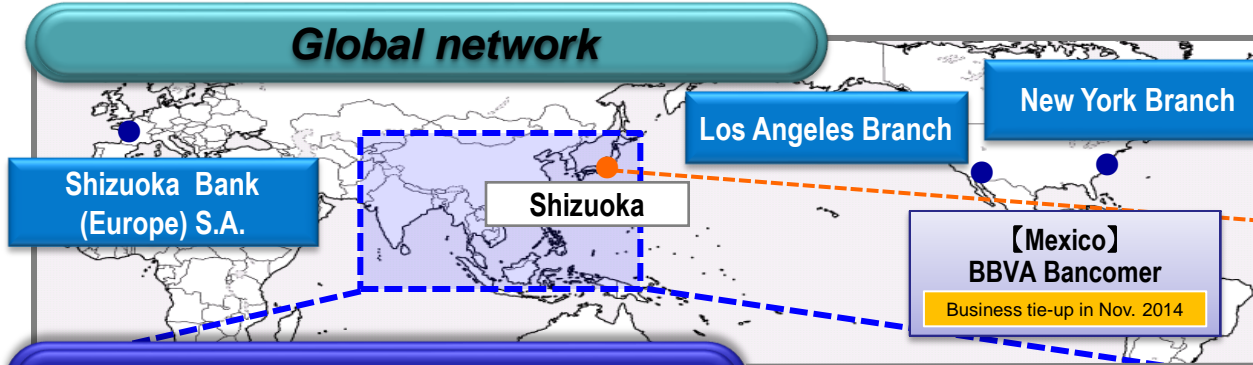 Global network
New York Branch
Los Angeles Branch
Shizuoka Bank
(Europe) S.A.
Shizuoka
【Mexico】
BBVA Bancomer
Business tie-up in Nov. 2014